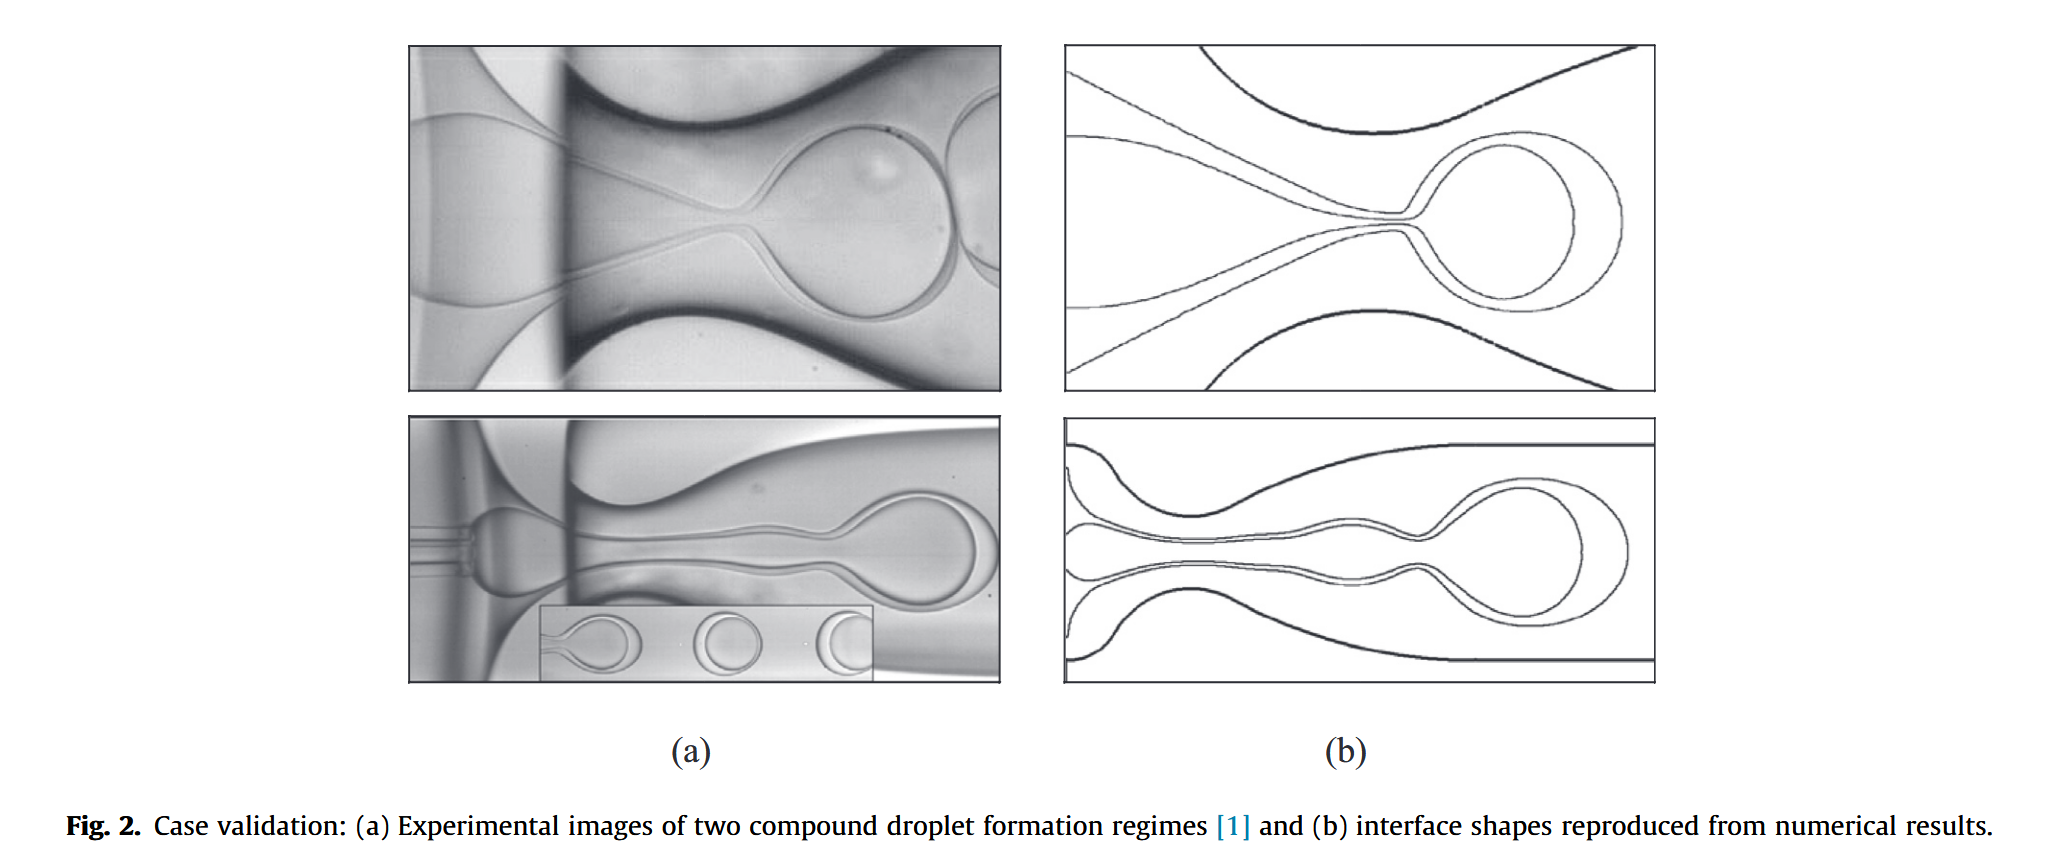 (a)
(b)
Fig. 2. Case validation: (a) Experimental images of two compound droplet formation regimes [1] and (b) interface shapes reproduced from numerical results.